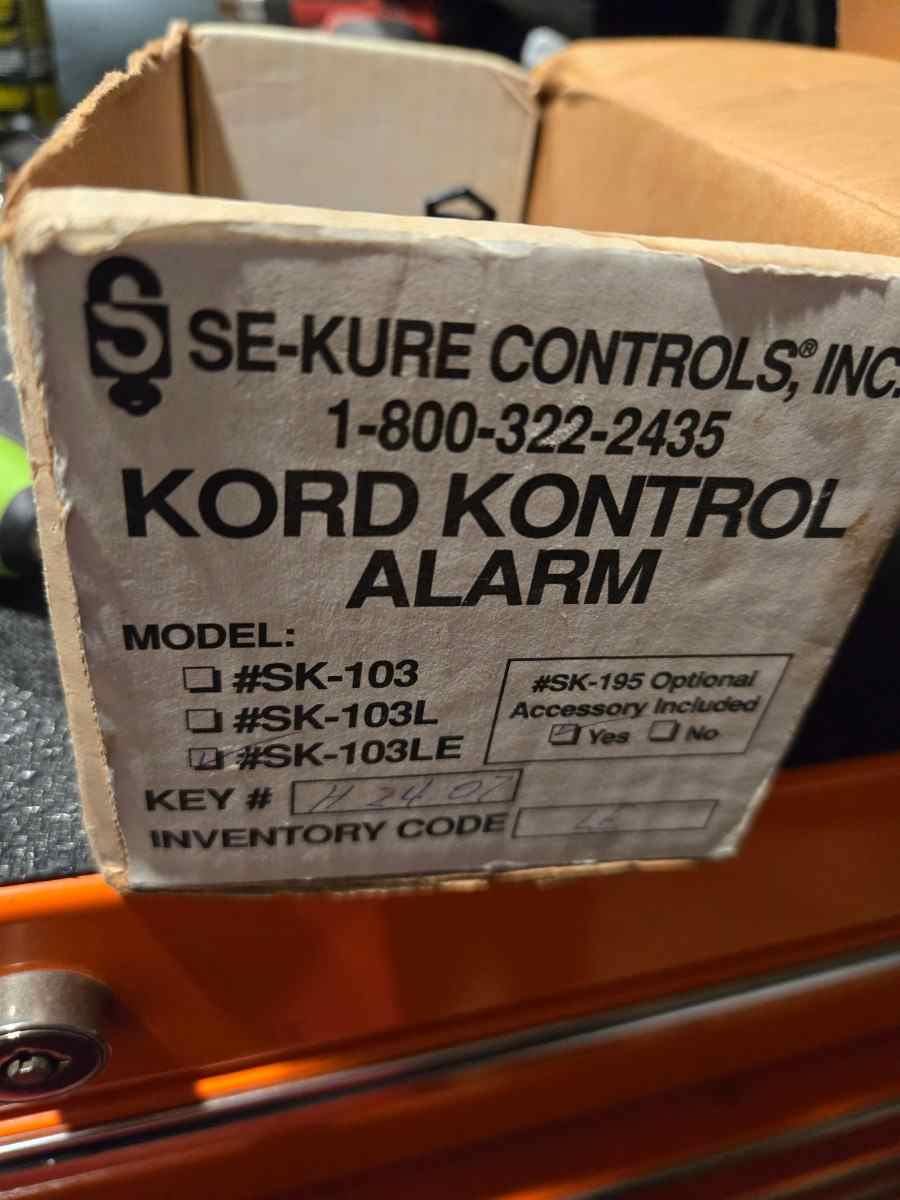 S SE-KURE CONTROLS,® INC.
1-800-322-2435
KORD KONTROL
ALARM
MODEL:
#SK-103
#SK-103L
#SK-103LE
#SK-195 Optional
Accessory Included
Yes No
KEY # H 2407
INVENTORY CODE